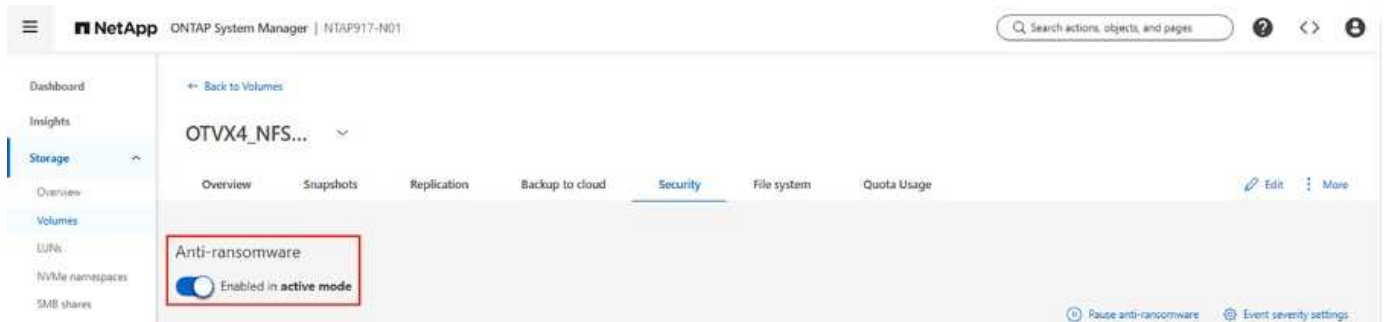 NetApp ONTAP System Manager | NTAP917-N01
Search actions, objects, and pages
Dashboard
Insights
Storage
Overview
Volumes
LUNs
NVMe namespaces
SMB shares
← Back to Volumes
OTVX4_NFS...
Overview Snapshots Replication Backup to cloud Security File system Quota Usage
Edit More
Anti-ransomware
Enabled in active mode
Pause anti-ransomware Event severity settings